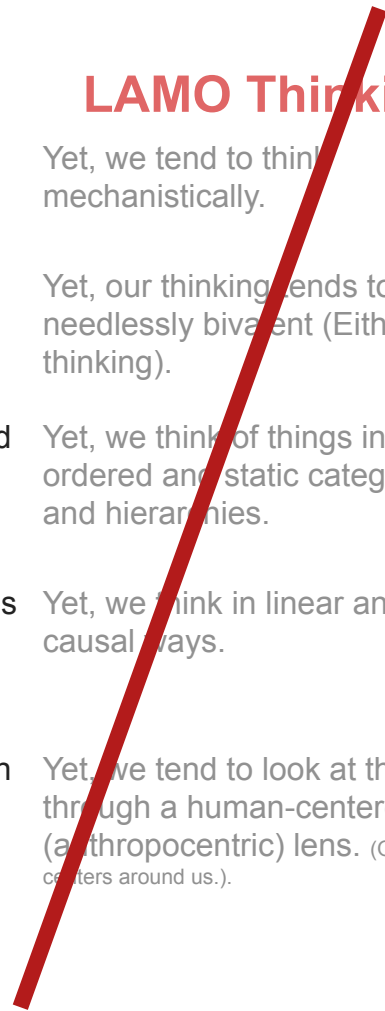 LAMO Thinki
Yet, we tend to think
mechanistically.
Yet, our thinking tends to
needlessly bivalent (Eith
thinking).
d Yet, we think of things in
ordered and static categ
and hierarchies.
s Yet, we think in linear an
causal ways.
n Yet, we tend to look at th
through a human-center
(anthropocentric) lens. (O
centers around us.).